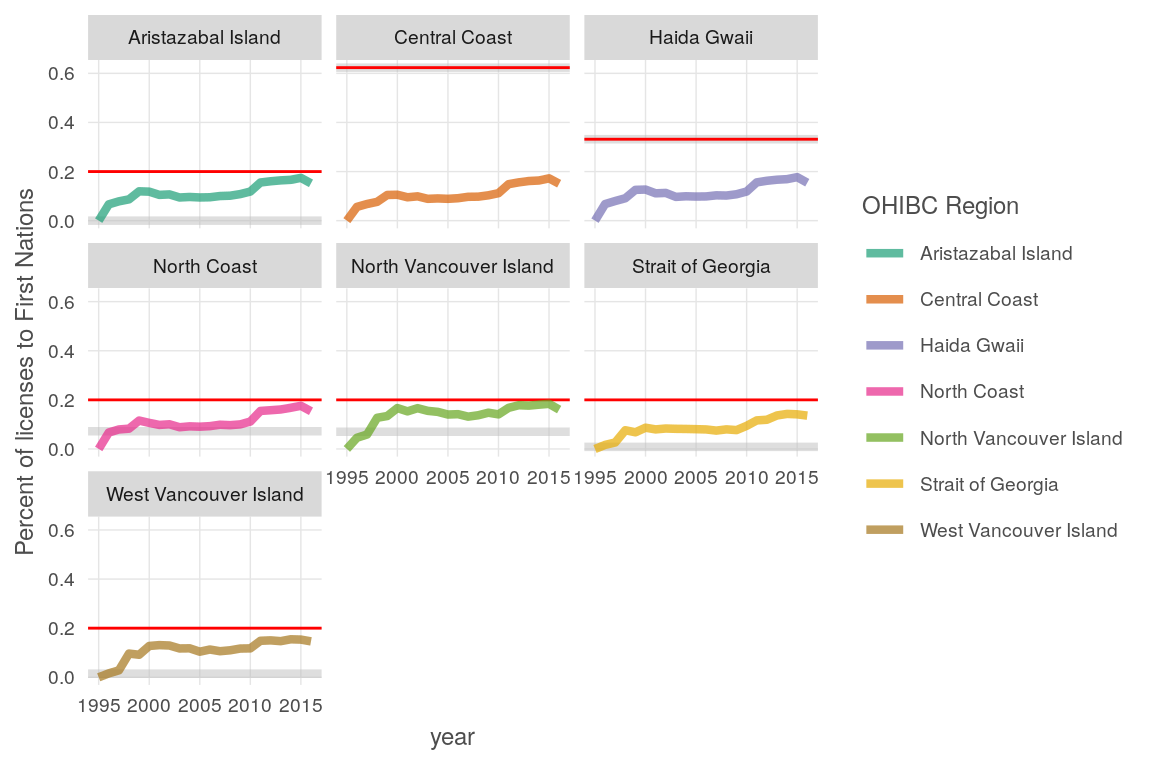 Aristazabal Island
Central Coast
Haida Gwaii
0.6
0.4
0.2
0.0
North Coast
North Vancouver Island
Strait of Georgia
0.6
0.4
0.2
0.0
1995 2000 2005 2010 2015
1995 2000 2005 2010 2015
West Vancouver Island
0.6
0.4
0.2
0.0
1995 2000 2005 2010 2015
year
Percent of licenses to First Nations
OHIBC Region
Aristazabal Island
Central Coast
Haida Gwaii
North Coast
North Vancouver Island
Strait of Georgia
West Vancouver Island